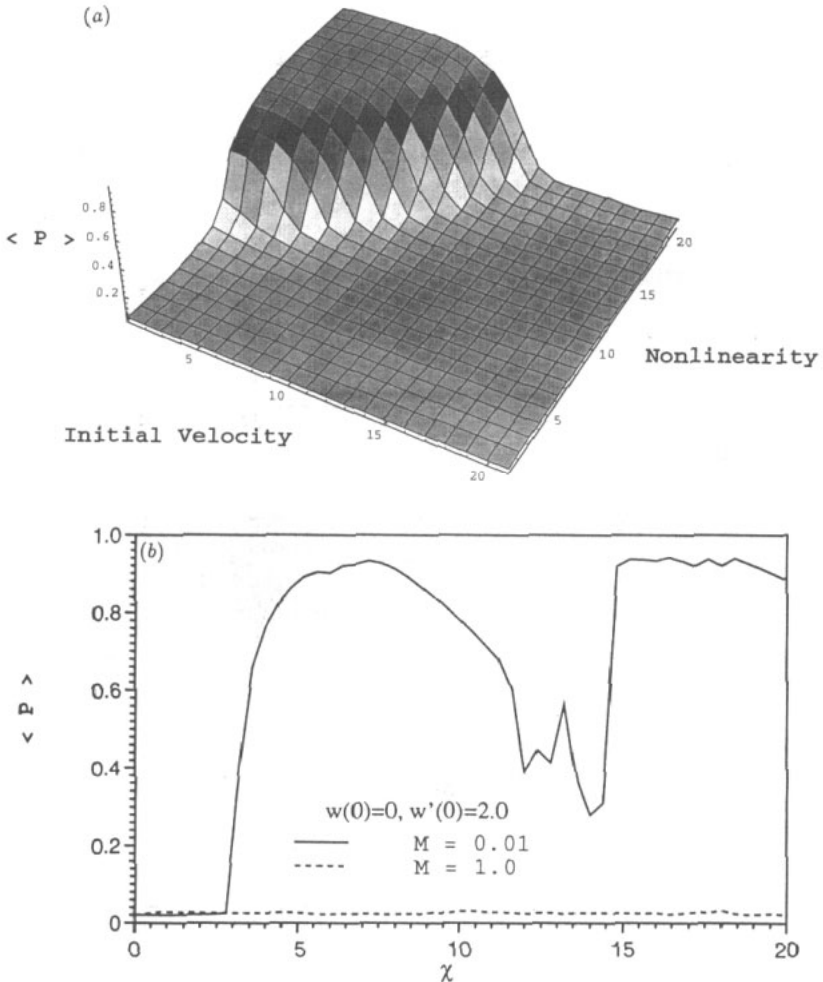 (a)
0.8
< P > 0.6
0.4
0.2
5
10
15
20
Initial Velocity
20
15
10
5
Nonlinearity
(b)
1.0
0.8
0.6
0.4
0.2
0
< P >
w(0)=0, w'(0)=2.0
M = 0.01
M = 1.0
0 5 10 15 20
χ